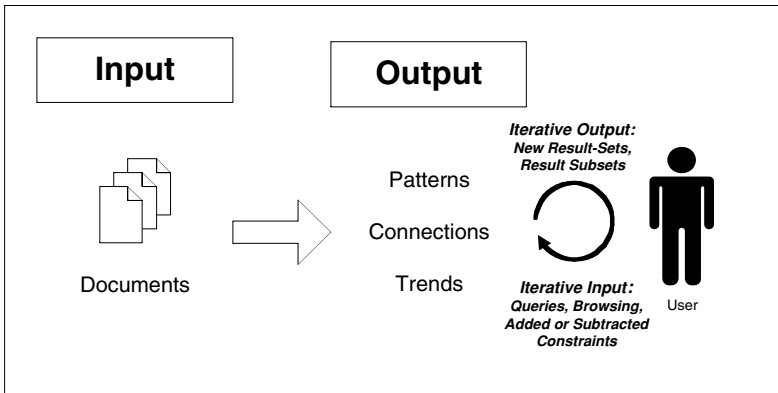 Input
Output
Documents
Patterns
Connections
Trends
Iterative Output:
New Result-Sets,
Result Subsets
Iterative Input:
Queries, Browsing,
Added or Subtracted
Constraints
User